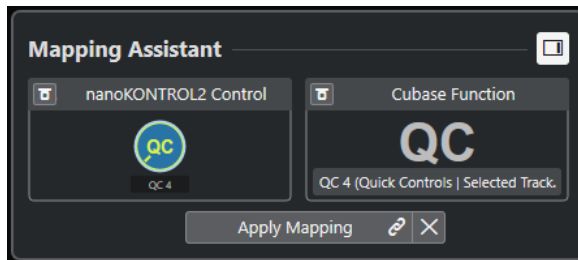 Mapping Assistant
nanoKONTROL2 Control
Cubase Function
QC
QC 4
QC
QC 4 (Quick Controls | Selected Track.
Apply Mapping